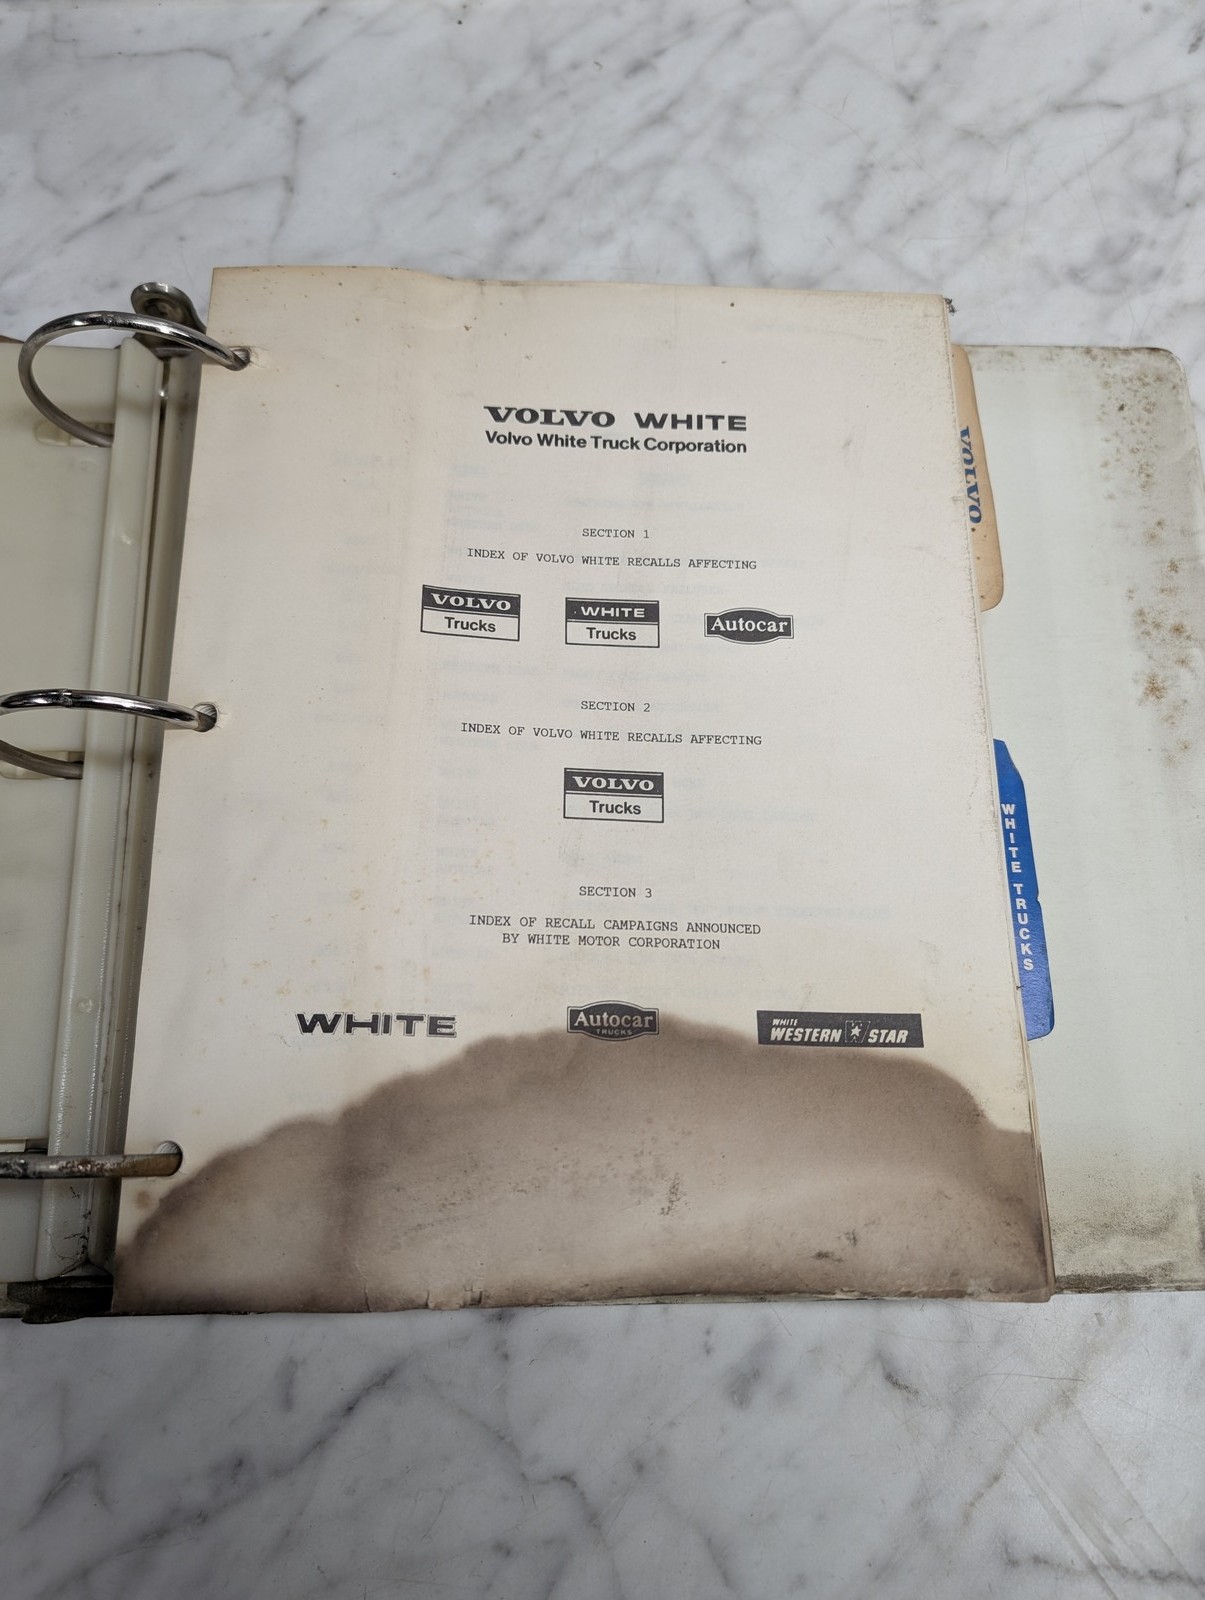 VOLVO WHITE
Volvo White Truck Corporation
SECTION 1
INDEX OF VOLVO WHITE RECALLS AFFECTING
VOLVO
Trucks
WHITE
Trucks
Autocar
SECTION 2
INDEX OF VOLVO WHITE RECALLS AFFECTING
VOLVO
Trucks
SECTION 3
INDEX OF RECALL CAMPAIGNS ANNOUNCED
BY WHITE MOTOR CORPORATION
WHITE
Autocar
TRUCKS
WHITE
WESTERN STAR
VOLVO
WHITE TRUCKS